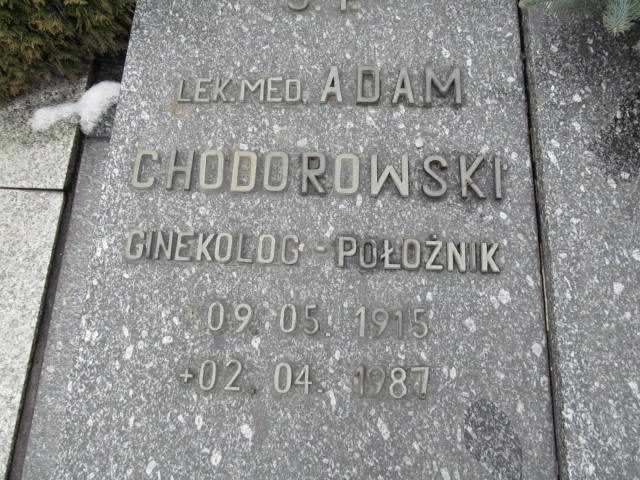 Ś. P.
LEK.MED. ADAM
CHODOROWSKI
GINEKOLOG - POŁOŻNIK
*09. 05. 1915
+02. 04. 1987.